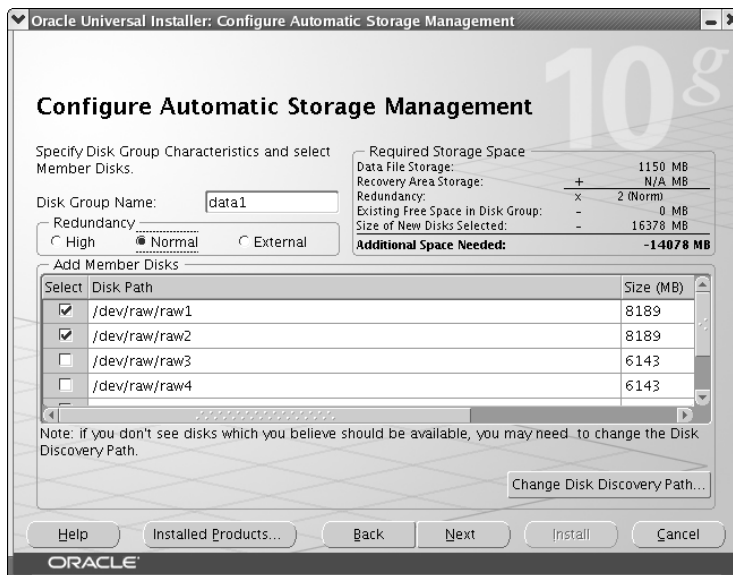 Oracle Universal Installer: Configure Automatic Storage Management
10g
Configure Automatic Storage Management
Specify Disk Group Characteristics and select
Member Disks.
Disk Group Name: data1
Redundancy
High Normal External
Required Storage Space
Data File Storage: 1150 MB
Recovery Area Storage: + N/A MB
Redundancy: x 2 (Norm)
Existing Free Space in Disk Group: - 0 MB
Size of New Disks Selected: - 16378 MB
Additional Space Needed: -14078 MB
Add Member Disks
Select Disk Path Size (MB)
/dev/raw/raw1 8189
/dev/raw/raw2 8189
/dev/raw/raw3 6143
/dev/raw/raw4 6143
Note: if you don't see disks which you believe should be available, you may need to change the Disk
Discovery Path.
Change Disk Discovery Path...
Help Installed Products... Back Next Install Cancel
ORACLE